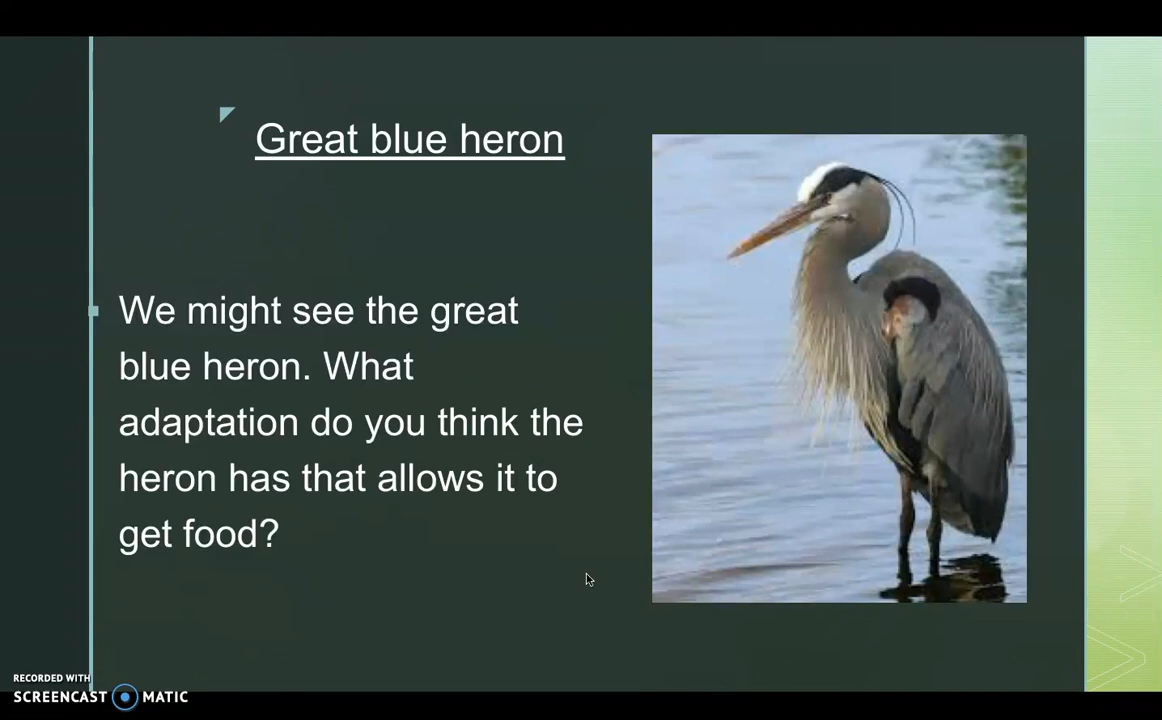 Great blue heron
We might see the great
blue heron. What
adaptation do you think the
heron has that allows it to
get food?
RECORDED WITH
SCREENCAST MATIC